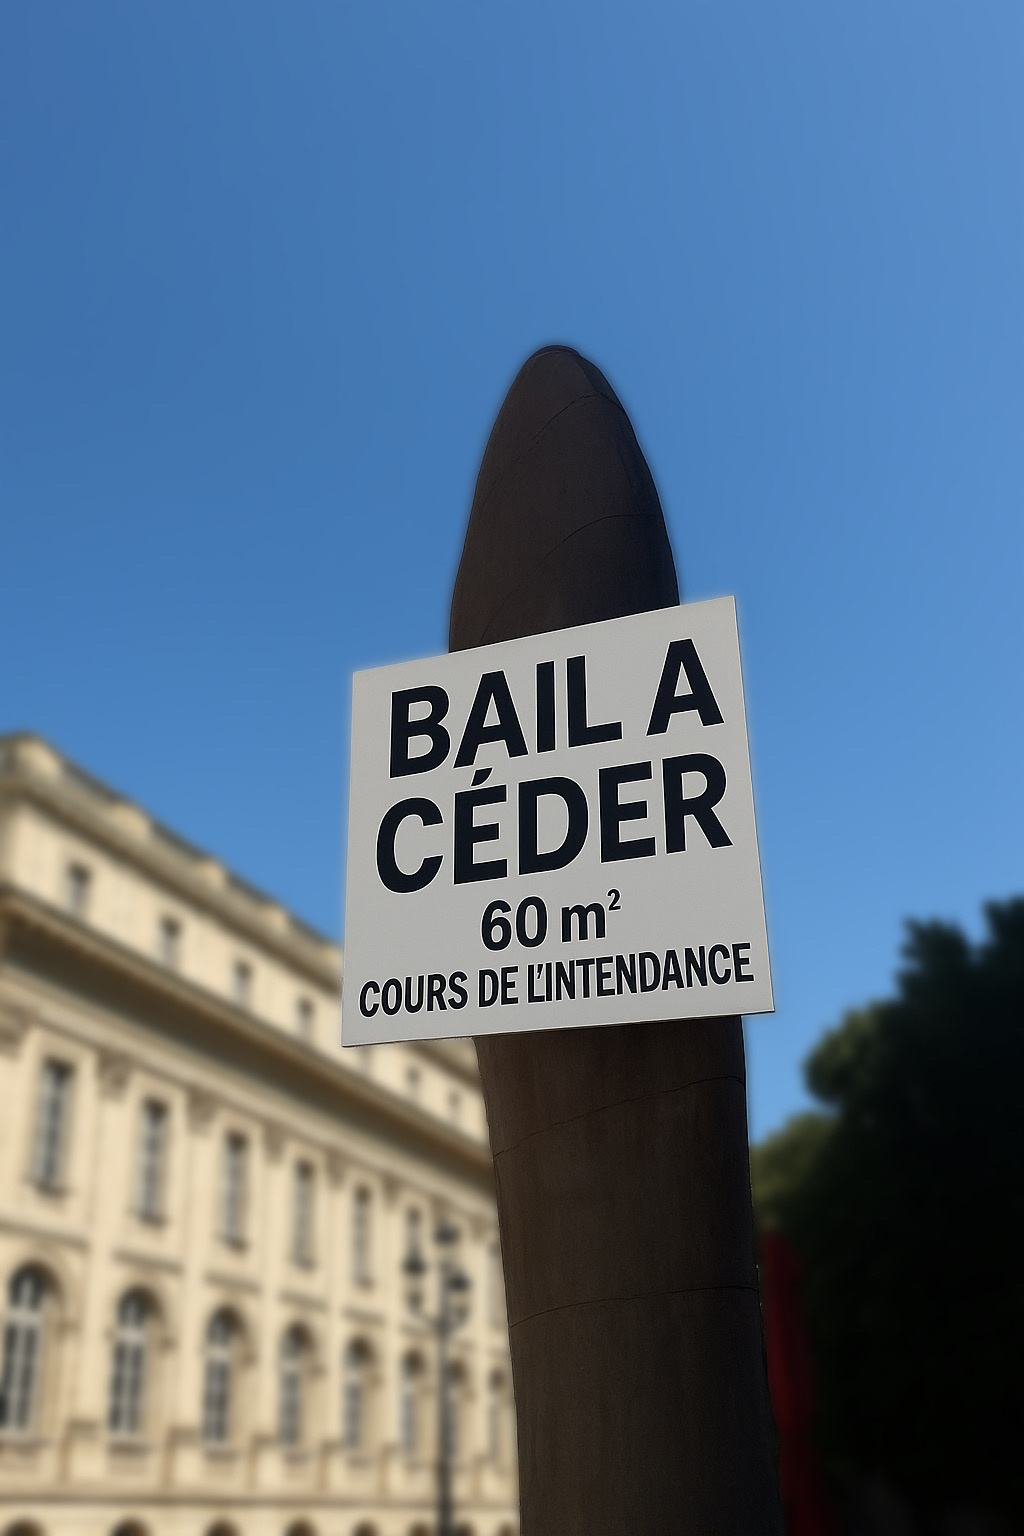 BAIL A
CÉDER
60 m²
COURS DE L'INTENDANCE